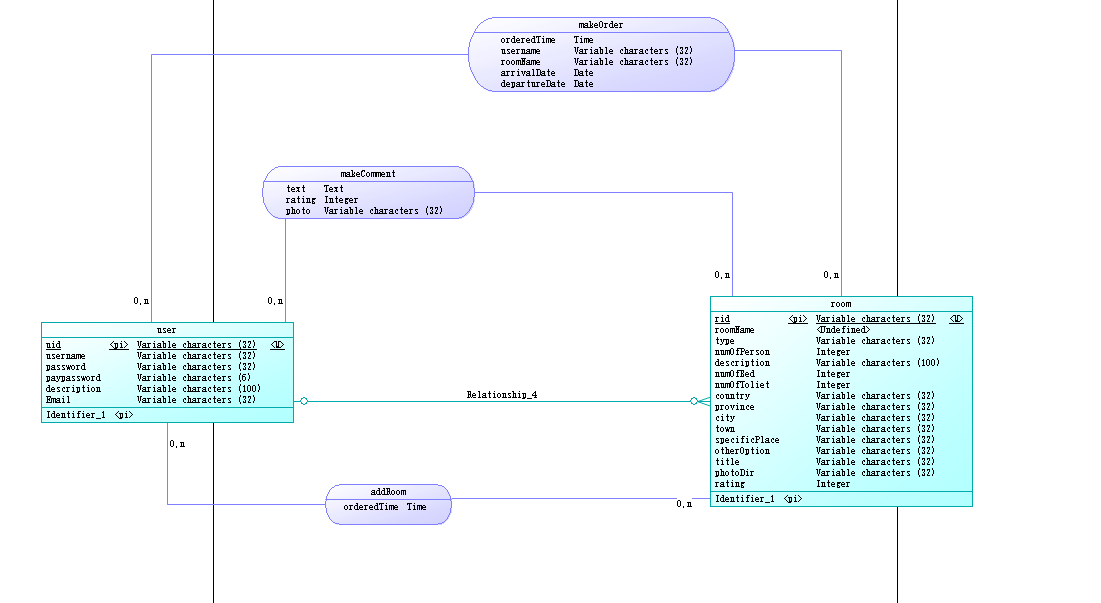 makeOrder
orderedTime Time
username Variable characters (32)
roomName Variable characters (32)
arrivalDate Date
departureDate Date
makeComment
text Text
rating Integer
photo Variable characters (32)
0,n 0,n
0,n 0,n
user
uid <pi> Variable characters (32) <M>
username Variable characters (32)
password Variable characters (32)
paypassword Variable characters (6)
description Variable characters (100)
Email Variable characters (32)
Identifier_1 <pi>
room
rid <pi> Variable characters (32) <M>
roomName <Undefined>
type Variable characters (32)
numOfPerson Integer
description Variable characters (100)
numOfBed Integer
numOfToliet Integer
country Variable characters (32)
province Variable characters (32)
city Variable characters (32)
town Variable characters (32)
specificPlace Variable characters (32)
otherOption Variable characters (32)
title Variable characters (32)
photoDir Variable characters (32)
rating Integer
Identifier_1 <pi>
Relationship_4
0,n
addRoom
orderedTime Time
0,n